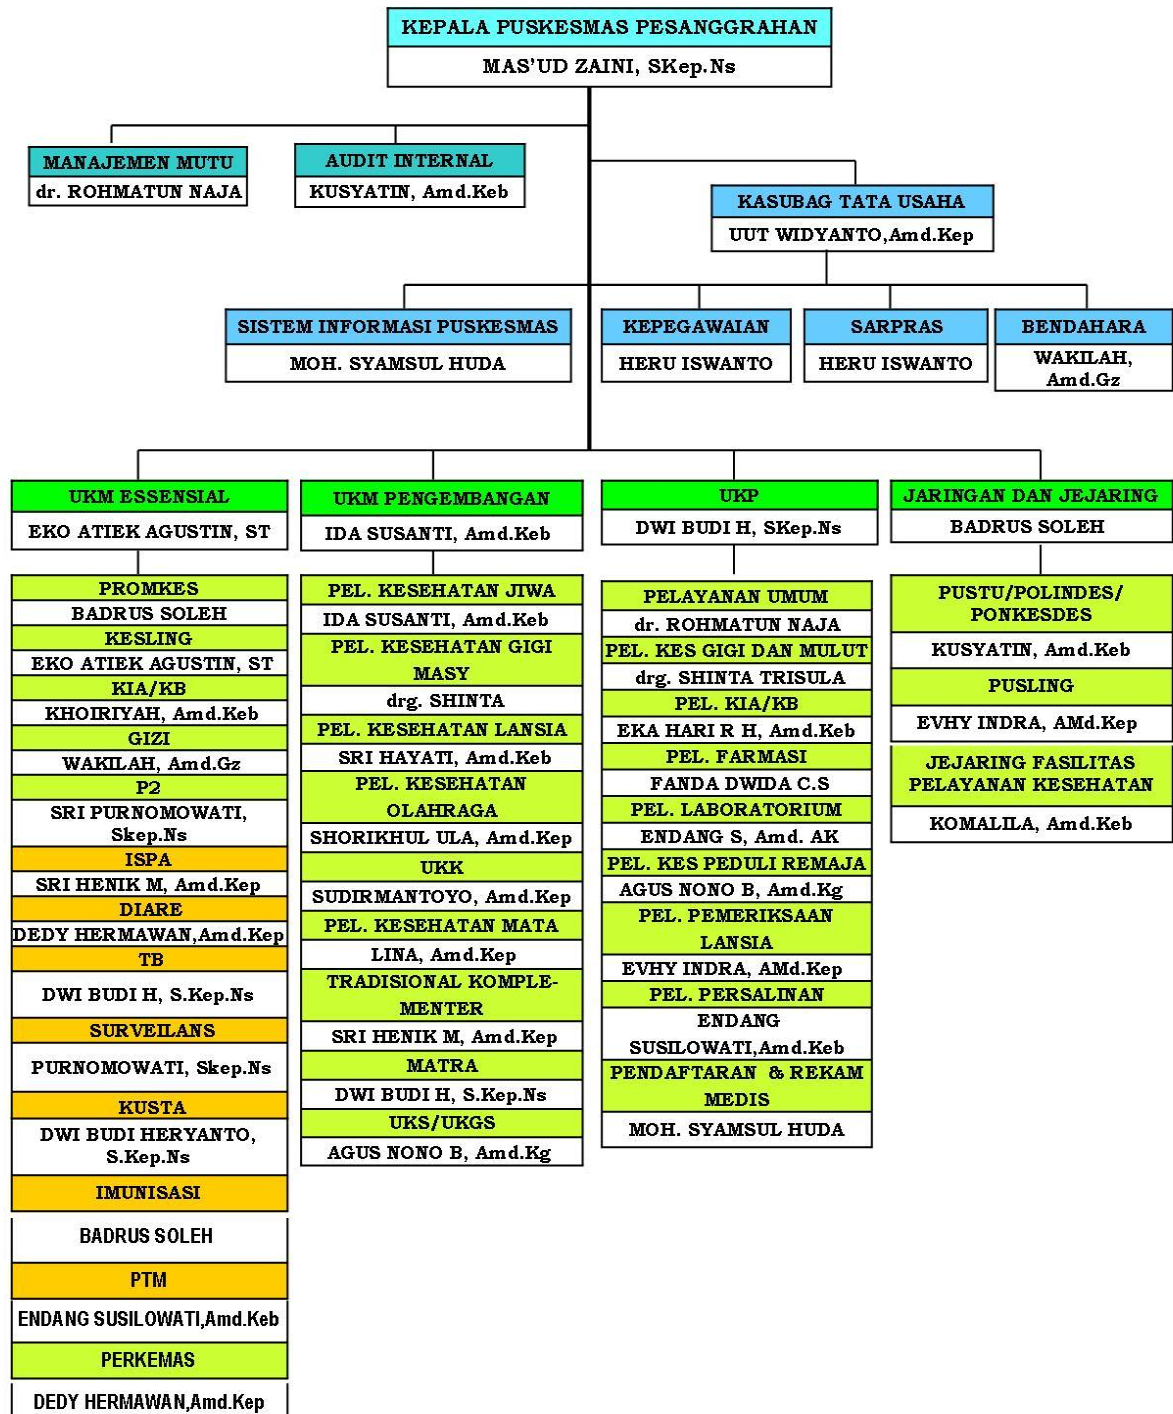 KEPALA PUSKESMAS PESANGGRAHAN
MAS'UD ZAINI, SKep.Ns
MANAJEMEN MUTU
dr. ROHMATUN NAJA
AUDIT INTERNAL
KUSYATIN, Amd.Keb
KASUBAG TATA USAHA
UUT WIDYANTO,Amd.Kep
SISTEM INFORMASI PUSKESMAS
MOH. SYAMSUL HUDA
KEPEGAWAIAN
HERU ISWANTO
SARPRAS
HERU ISWANTO
BENDAHARA
WAKILAH,
Amd.Gz
UKM ESSENSIAL
EKO ATIEK AGUSTIN, ST
PROMKES
BADRUS SOLEH
KESLING
EKO ATIEK AGUSTIN, ST
KIA/KB
KHOIRIYAH, Amd.Keb
GIZI
WAKILAH, Amd.Gz
P2
SRI PURNOMOWATI,
Skep.Ns
ISPA
SRI HENIK M, Amd.Kep
DIARE
DEDY HERMAWAN,Amd.Kep
TB
DWI BUDI H, S.Kep.Ns
SURVEILANS
PURNOMOWATI, Skep.Ns
KUSTA
DWI BUDI HERYANTO,
S.Kep.Ns
IMUNISASI
BADRUS SOLEH
PTM
ENDANG SUSILOWATI,Amd.Keb
PERKEMAS
DEDY HERMAWAN,Amd.Kep
UKM PENGEMBANGAN
IDA SUSANTI, Amd.Keb
PEL. KESEHATAN JIWA
IDA SUSANTI, Amd.Keb
PEL. KESEHATAN GIGI
MASY
drg. SHINTA
PEL. KESEHATAN LANSIA
SRI HAYATI, Amd.Keb
PEL. KESEHATAN
OLAHRAGA
SHORIKHUL ULA, Amd.Kep
UKK
SUDIRMANTOYO, Amd.Kep
PEL. KESEHATAN MATA
LINA, Amd.Kep
TRADISIONAL KOMPLE-
MENTER
SRI HENIK M, Amd.Kep
MATRA
DWI BUDI H, S.Kep.Ns
UKS/UKGS
AGUS NONO B, Amd.Kg
UKP
DWI BUDI H, SKep.Ns
PELAYANAN UMUM
dr. ROHMATUN NAJA
PEL. KES GIGI DAN MULUT
drg. SHINTA TRISULA
PEL. KIA/KB
EKA HARI R H, Amd.Keb
PEL. FARMASI
FANDA DWIDA C.S
PEL. LABORATORIUM
ENDANG S, Amd. AK
PEL. KES PEDULI REMAJA
AGUS NONO B, Amd.Kg
PEL. PEMERIKSAAN
LANSIA
EVHY INDRA, AMd.Kep
PEL. PERSALINAN
ENDANG
SUSILOWATI,Amd.Keb
PENDAFTARAN & REKAM
MEDIS
MOH. SYAMSUL HUDA
JARINGAN DAN JEJARING
BADRUS SOLEH
PUSTU/POLINDES/
PONKESDES
KUSYATIN, Amd.Keb
PUSLING
EVHY INDRA, AMd.Kep
JEJARING FASILITAS
PELAYANAN KESEHATAN
KOMALILA, Amd.Keb